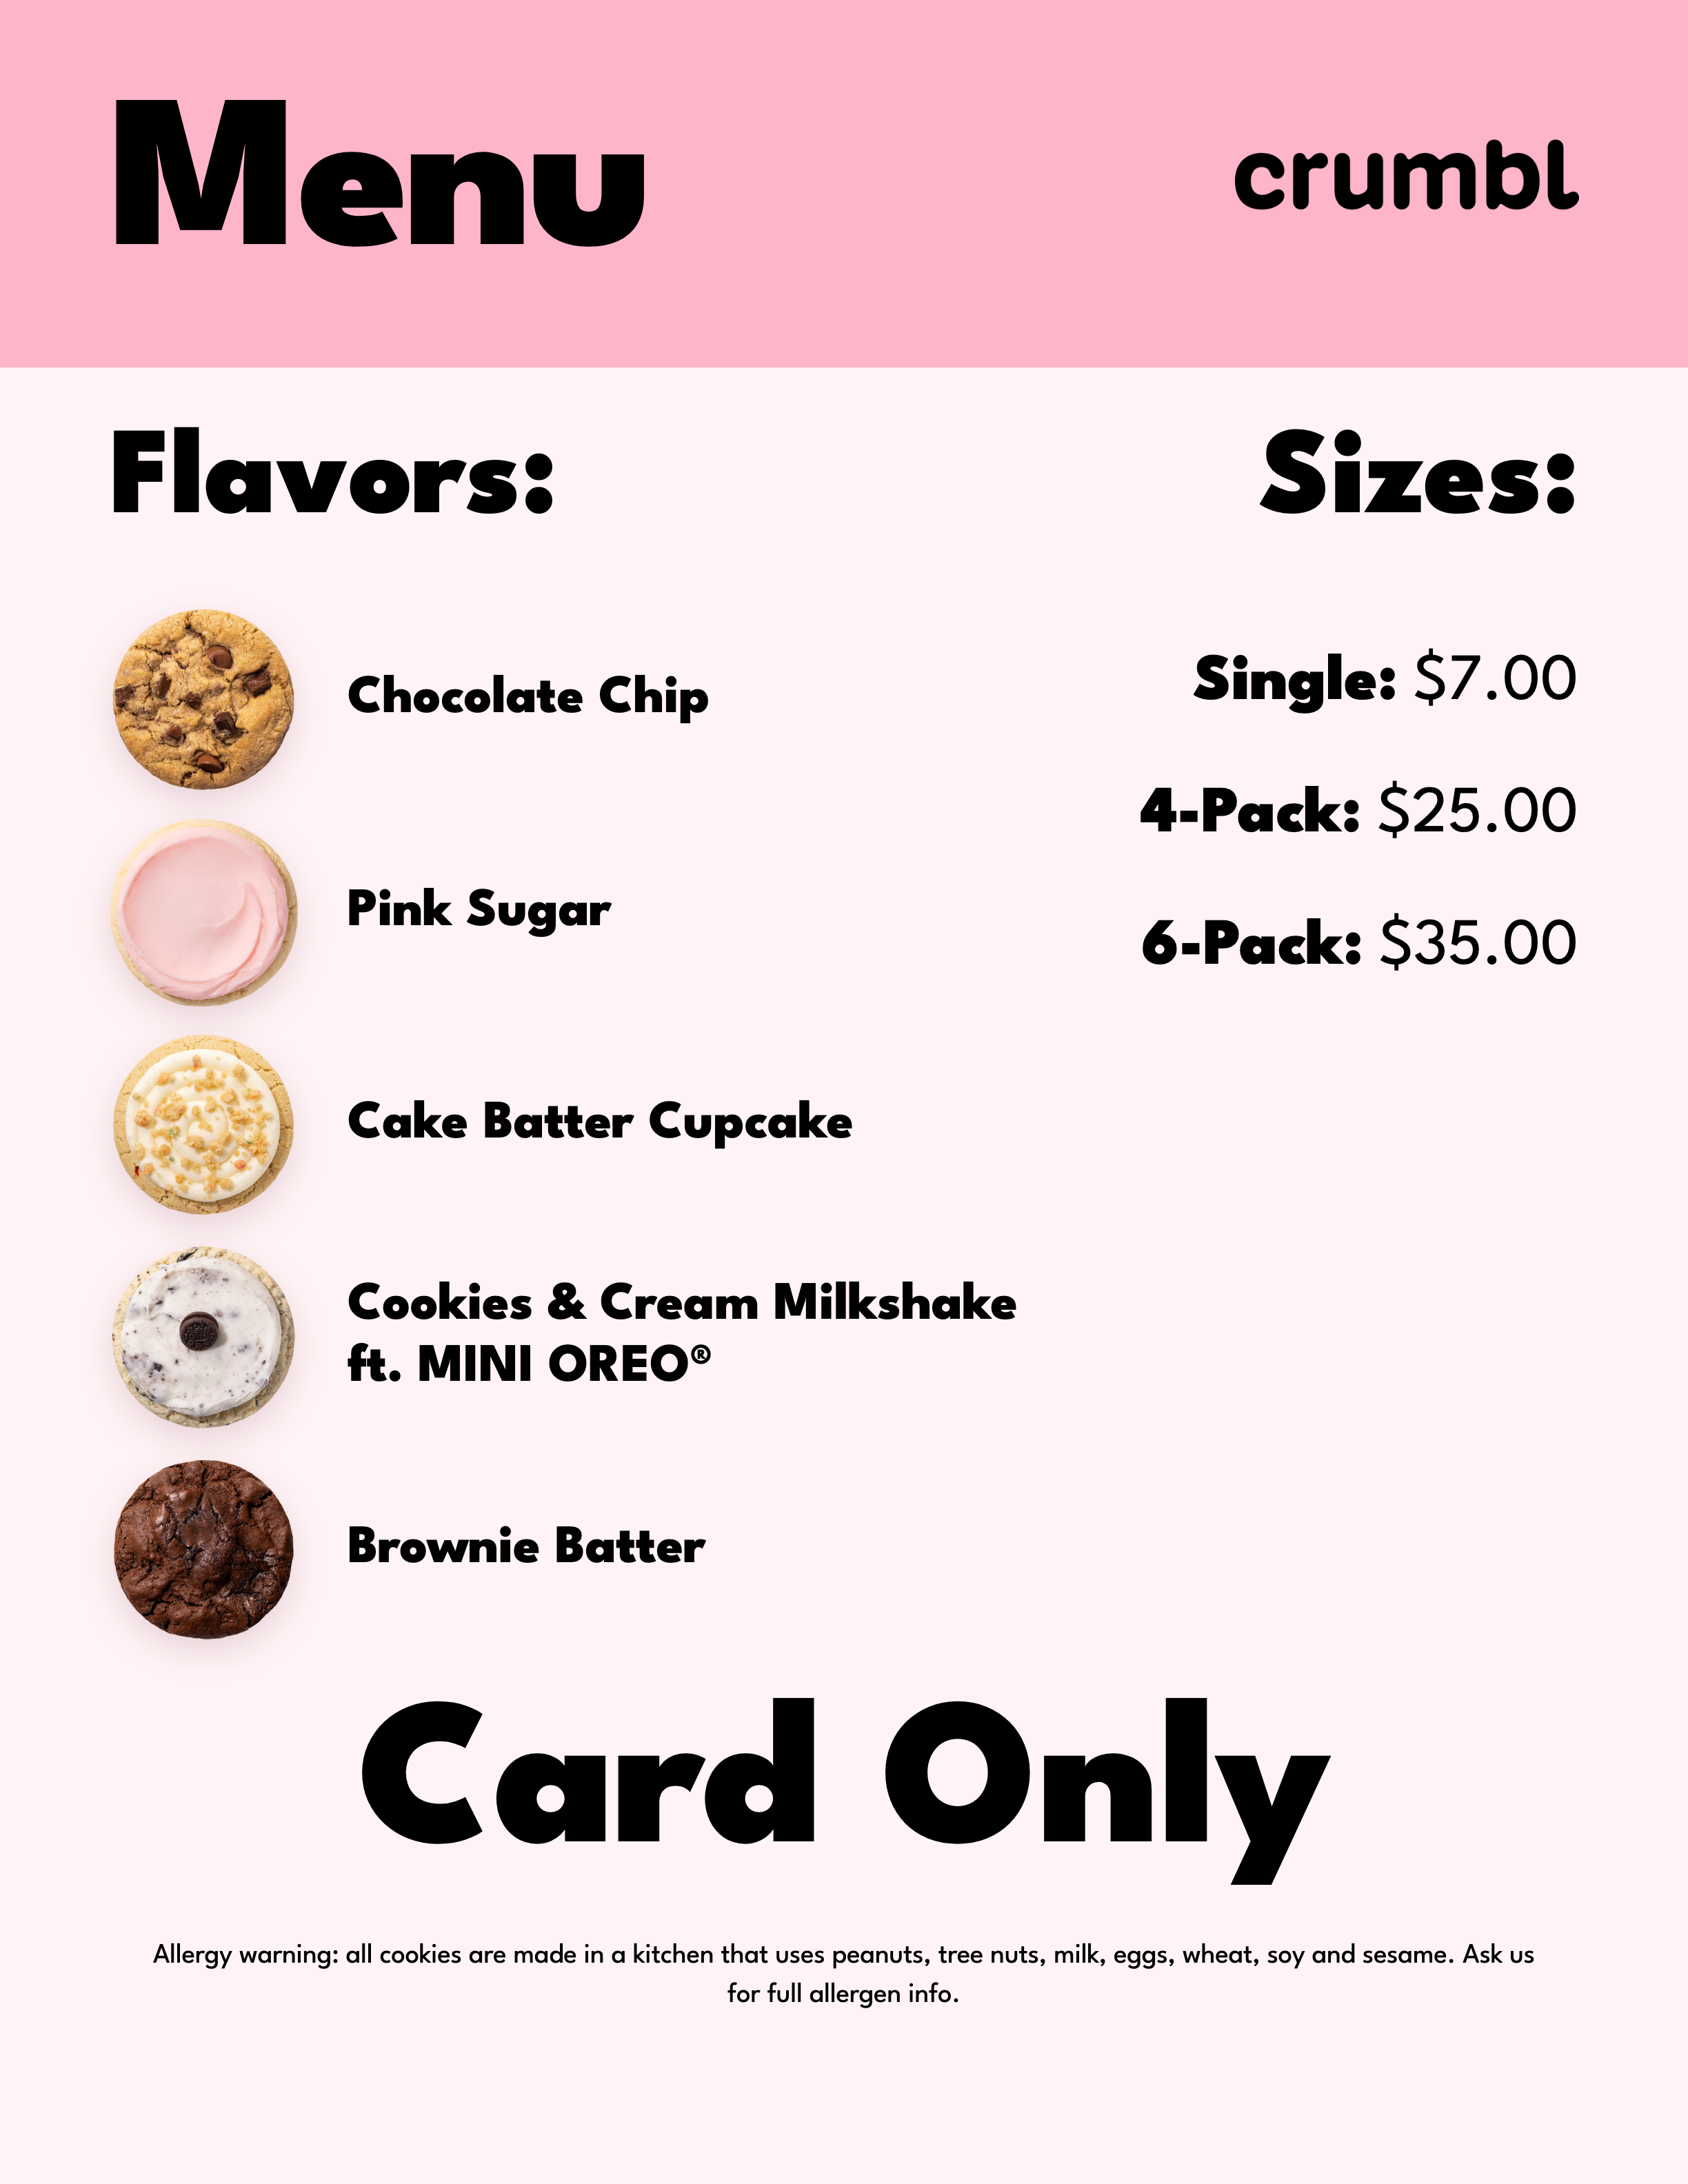 Menu
crumbl
Flavors:
Chocolate Chip
Pink Sugar
Cake Batter Cupcake
Cookies & Cream Milkshake
ft. MINI OREO®
Brownie Batter
Sizes:
Single: $7.00
4-Pack: $25.00
6-Pack: $35.00
Card Only
Allergy warning: all cookies are made in a kitchen that uses peanuts, tree nuts, milk, eggs, wheat, soy and sesame. Ask us
for full allergen info.